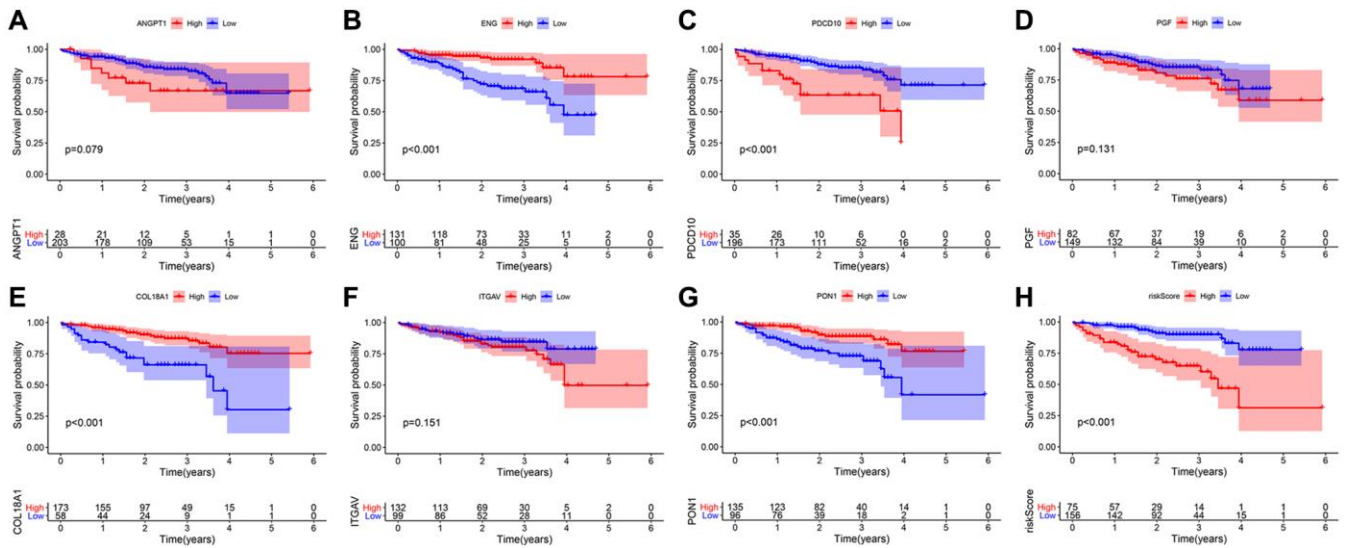 A
ANGPT1 High Low
1.00
0.75
0.50
0.25
0.00
Survival probability
p=0.079
0 1 2 3 4 5 6
Time(years)
ANGPT1
High 28 21 12 5 1 1 0
Low 203 178 109 53 15 1 0
0 1 2 3 4 5 6
Time(years)
B
ENG High Low
1.00
0.75
0.50
0.25
0.00
Survival probability
p<0.001
0 1 2 3 4 5 6
Time(years)
ENG
High 131 118 73 33 11 2 0
Low 100 81 48 25 5 0 0
0 1 2 3 4 5 6
Time(years)
C
PDCD10 High Low
1.00
0.75
0.50
0.25
0.00
Survival probability
p<0.001
0 1 2 3 4 5 6
Time(years)
PDCD10
High 35 26 10 6 0 0 0
Low 196 173 111 52 16 2 0
0 1 2 3 4 5 6
Time(years)
D
PGF High Low
1.00
0.75
0.50
0.25
0.00
Survival probability
p=0.131
0 1 2 3 4 5 6
Time(years)
PGF
High 82 67 37 19 6 2 0
Low 149 132 84 39 10 0 0
0 1 2 3 4 5 6
Time(years)
E
COL18A1 High Low
1.00
0.75
0.50
0.25
0.00
Survival probability
p<0.001
0 1 2 3 4 5 6
Time(years)
COL18A1
High 173 155 97 49 15 1 0
Low 58 44 24 9 1 1 0
0 1 2 3 4 5 6
Time(years)
F
ITGAV High Low
1.00
0.75
0.50
0.25
0.00
Survival probability
p=0.151
0 1 2 3 4 5 6
Time(years)
ITGAV
High 132 113 69 30 5 2 0
Low 99 86 52 28 11 0 0
0 1 2 3 4 5 6
Time(years)
G
PON1 High Low
1.00
0.75
0.50
0.25
0.00
Survival probability
p<0.001
0 1 2 3 4 5 6
Time(years)
PON1
High 135 123 82 40 14 1 0
Low 96 76 39 18 2 1 0
0 1 2 3 4 5 6
Time(years)
H
riskScore High Low
1.00
0.75
0.50
0.25
0.00
Survival probability
p<0.001
0 1 2 3 4 5 6
Time(years)
riskScore
High 75 57 29 14 1 1 0
Low 156 142 92 44 15 1 0
0 1 2 3 4 5 6
Time(years)